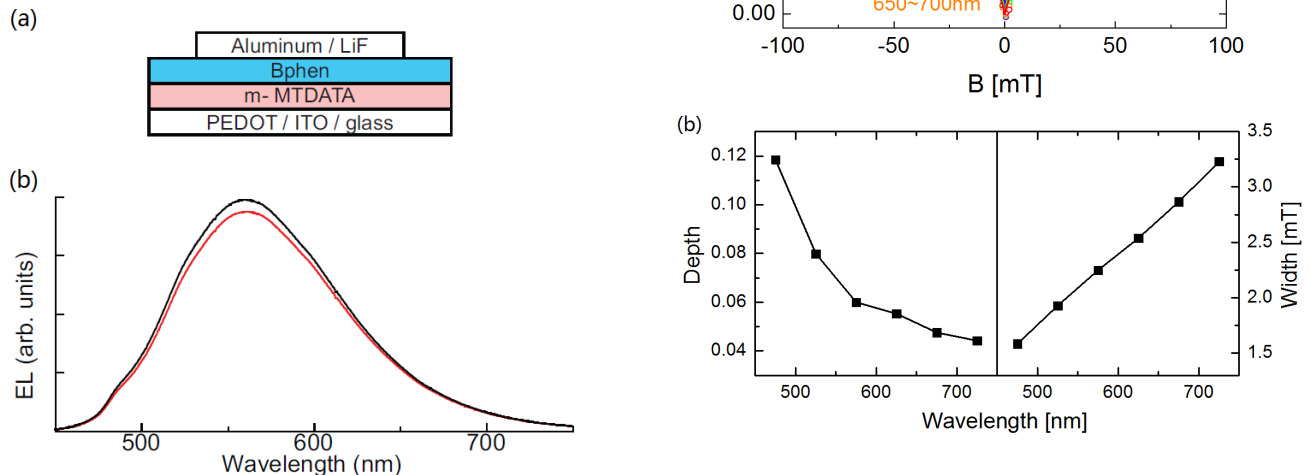 (a)
Aluminum / LiF
Bphen
m- MTDATA
PEDOT / ITO / glass
(b)
EL (arb. units)
500
600
700
Wavelength (nm)
650~700nm
0.00
-100
-50
0
50
100
B [mT]
(b)
Depth
0.12
0.10
0.08
0.06
0.04
500
600
700
500
600
700
Wavelength [nm]
3.5
3.0
2.5
2.0
1.5
Width [mT]